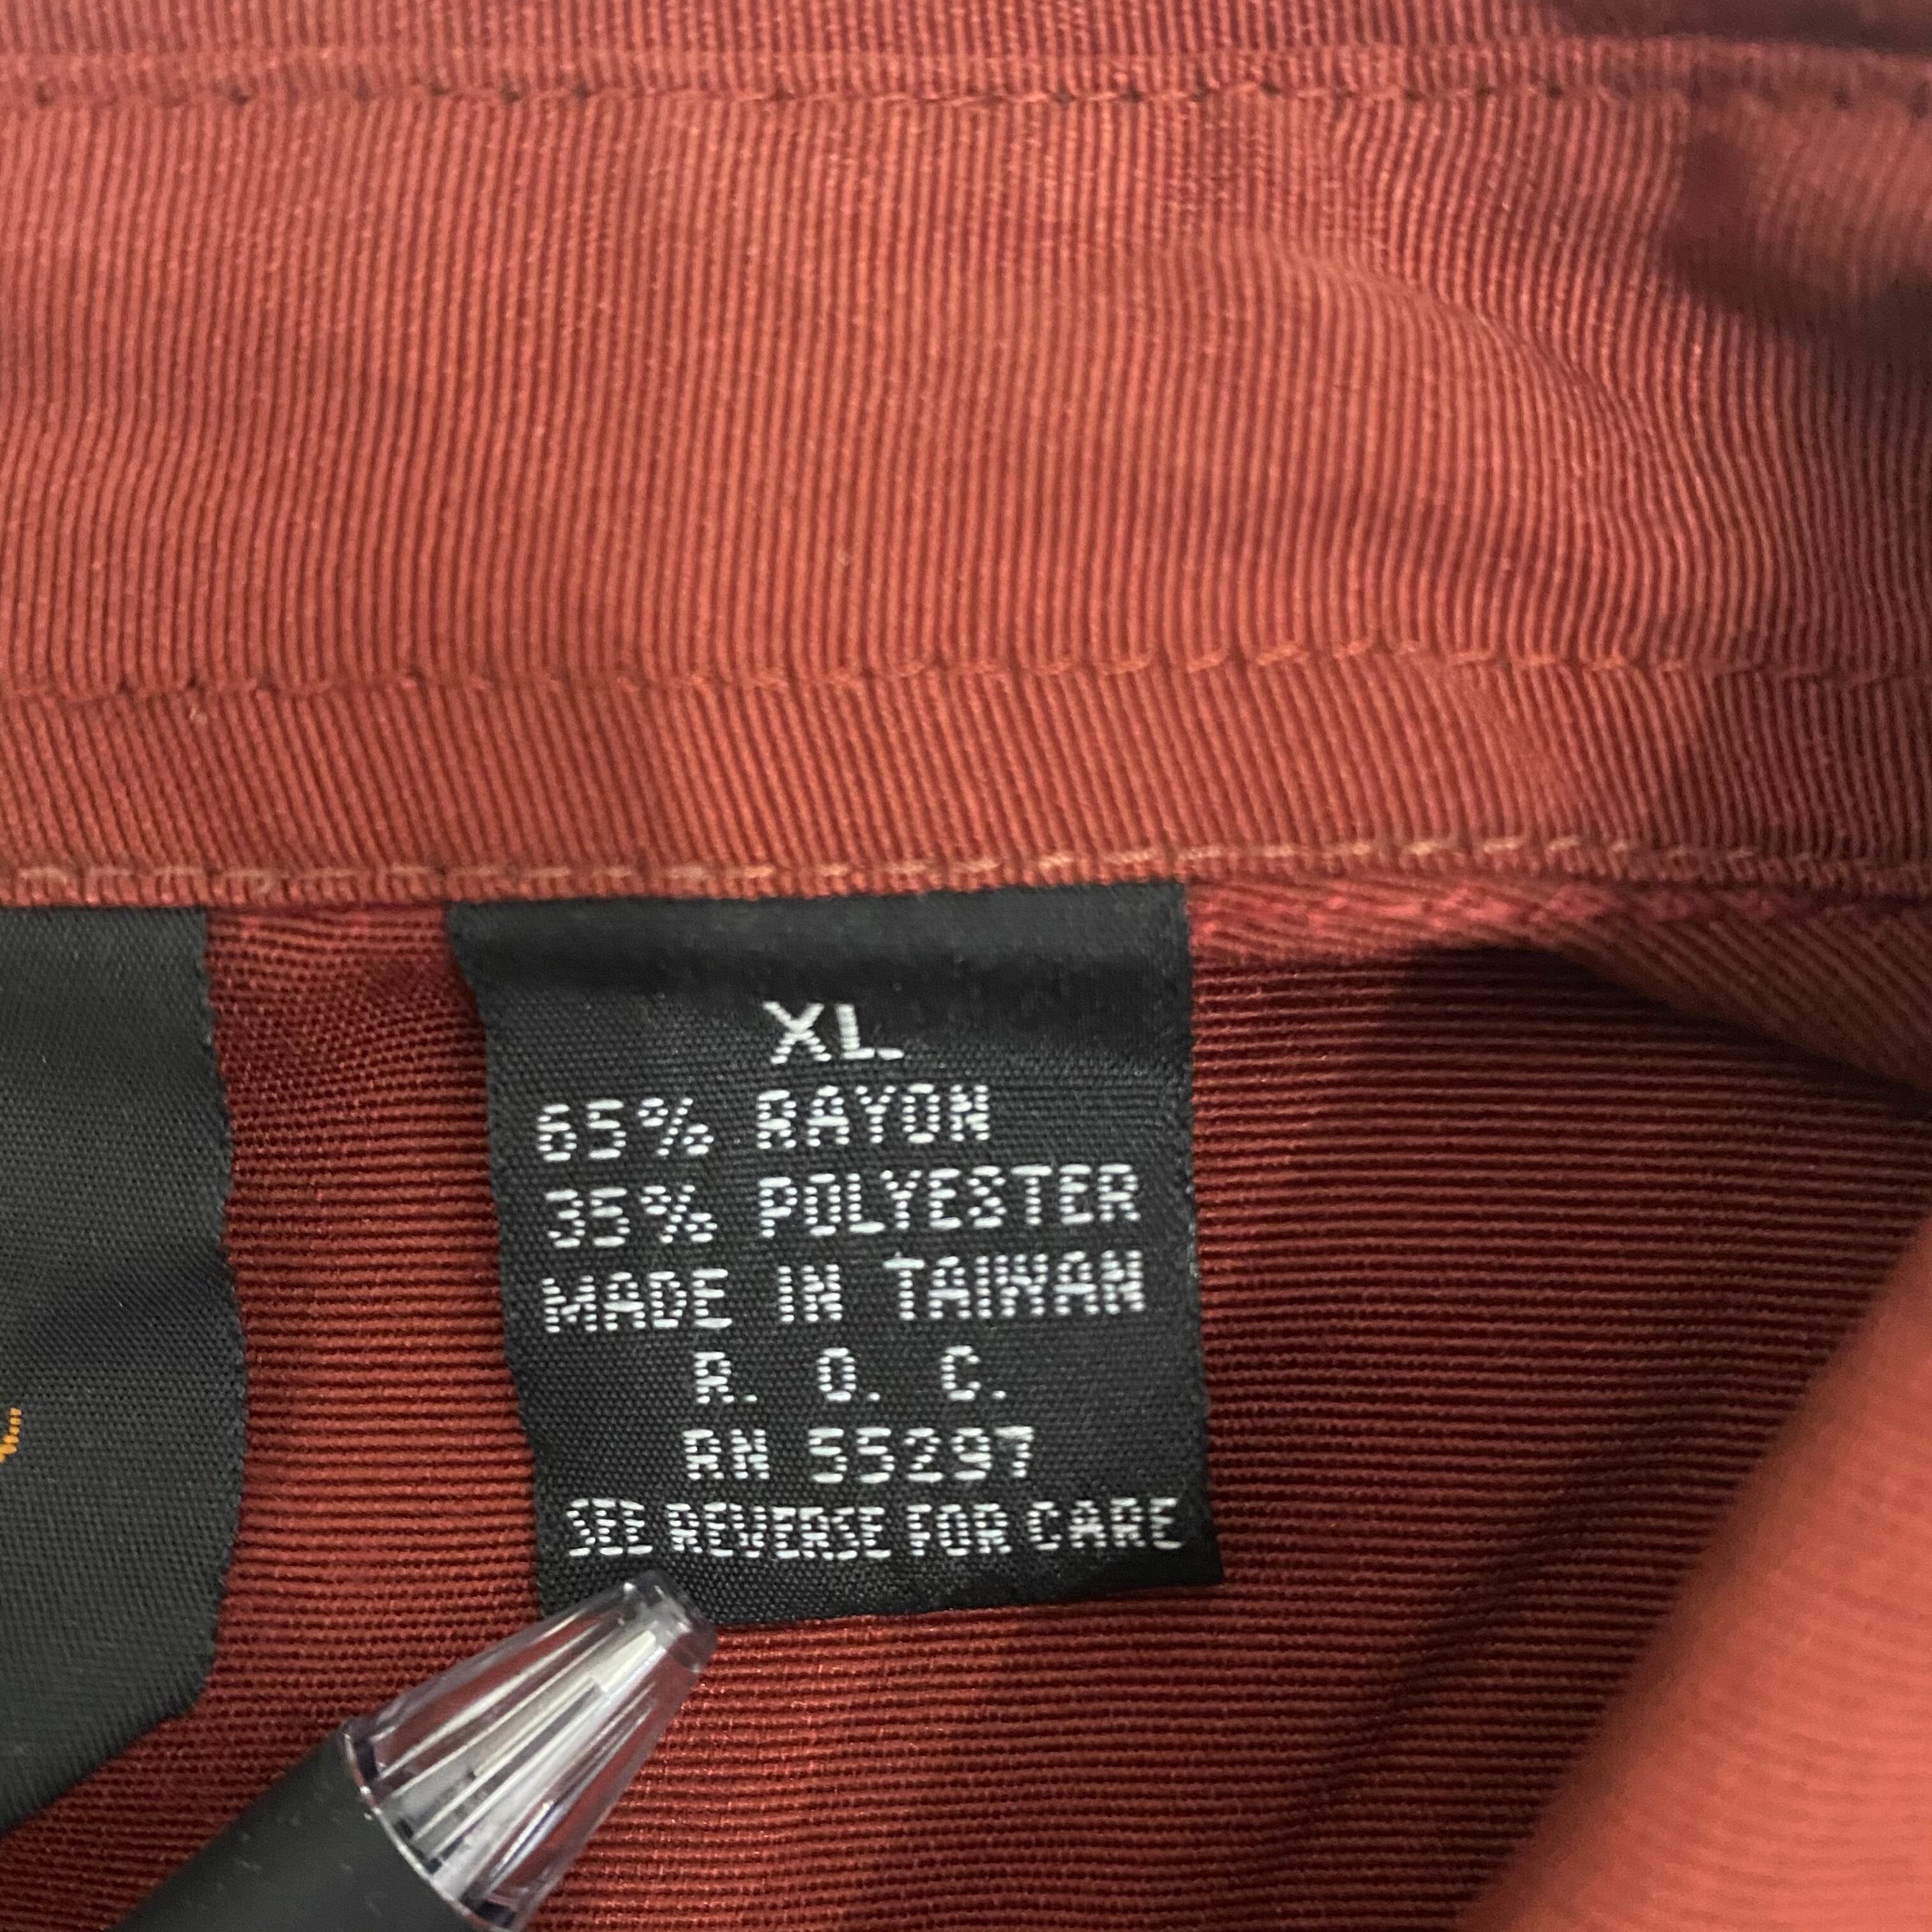 XL
65% RAYON
35% POLYESTER
MADE IN TAIWAN
R. O. C.
RN 55297
SEE REVERSE FOR CARE